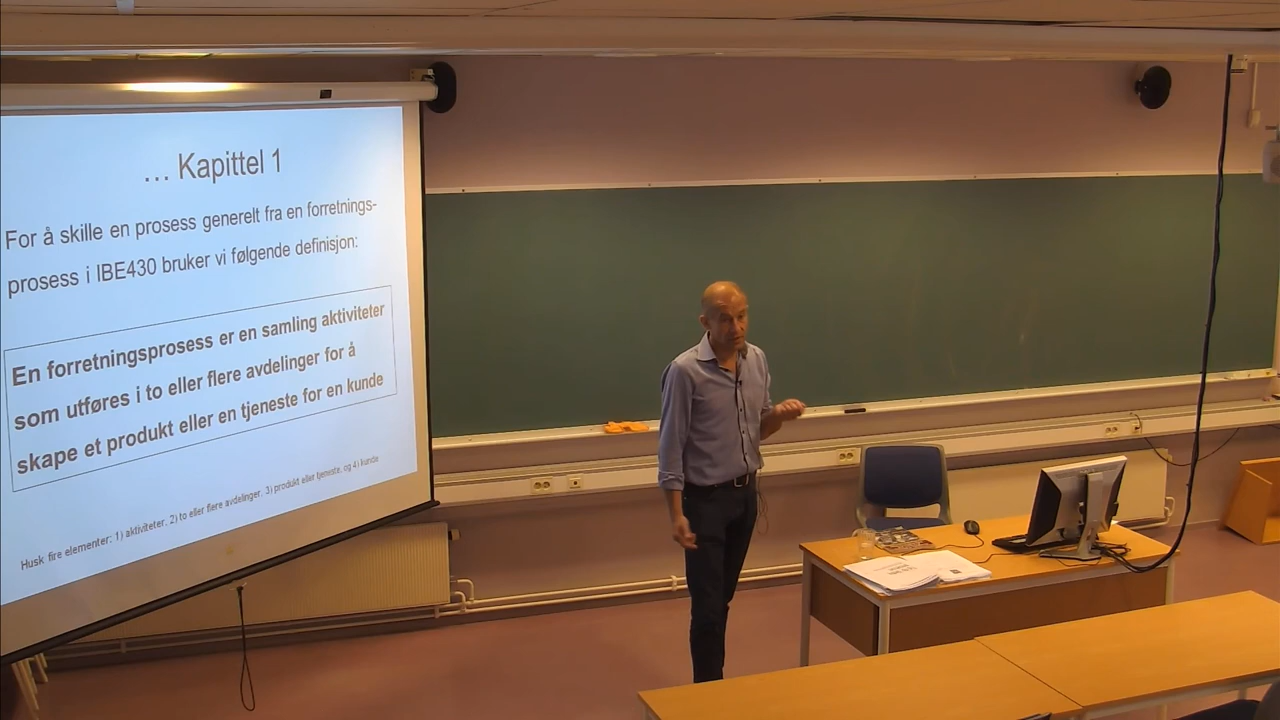 ... Kapittel 1
For å skille en prosess generelt fra en forretnings-
prosess i IBE430 bruker vi følgende definisjon:
En forretningsprosess er en samling aktiviteter
som utføres i to eller flere avdelinger for å
skape et produkt eller en tjeneste for en kunde
Husk fire elementer: 1) aktiviteter, 2) to eller flere avdelinger, 3) produkt eller tjeneste, og 4) kunde